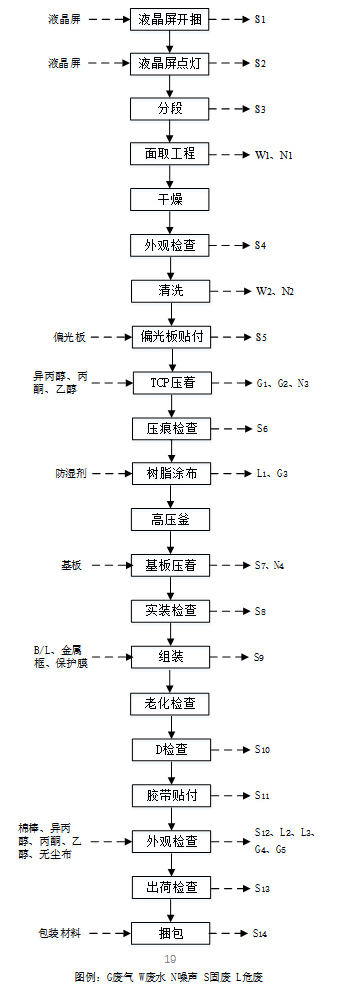 液晶屏 液晶屏开捆 S1
液晶屏 液晶屏点灯 S2
分段 S3
面取工程 W1、N1
干燥
外观检查 S4
清洗 W2、N2
偏光板 偏光板贴付 S5
异丙醇、丙
酮、乙醇
TCP压着 G1、G2、N3
压痕检查 S6
防湿剂 树脂涂布 L1、G3
高压釜
基板 基板压着 S7、N4
实装检查 S8
B/L、金属
框、保护膜
组装 S9
老化检查
D检查 S10
胶带贴付 S11
棉棒、异丙
醇、丙酮、乙
醇、无尘布
外观检查
S12、L2、L3、
G4、G5
出荷检查 S13
包装材料 捆包 S14
19
图例：G废气 W废水 N噪声 S固废 L危废